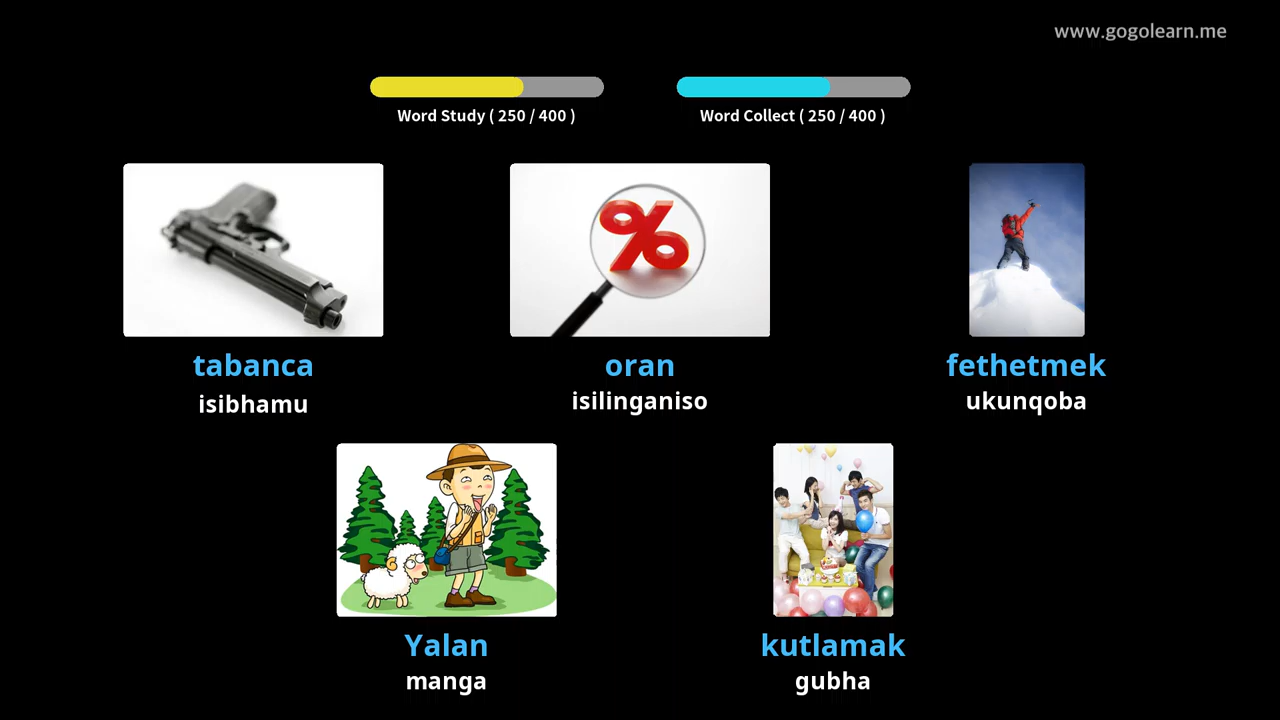 www.gogolearn.me
Word Study ( 250 / 400 )
Word Collect ( 250 / 400 )
tabanca
isibhamu
oran
isilinganiso
fethetmek
ukunqoba
Yalan
manga
kutlamak
gubha